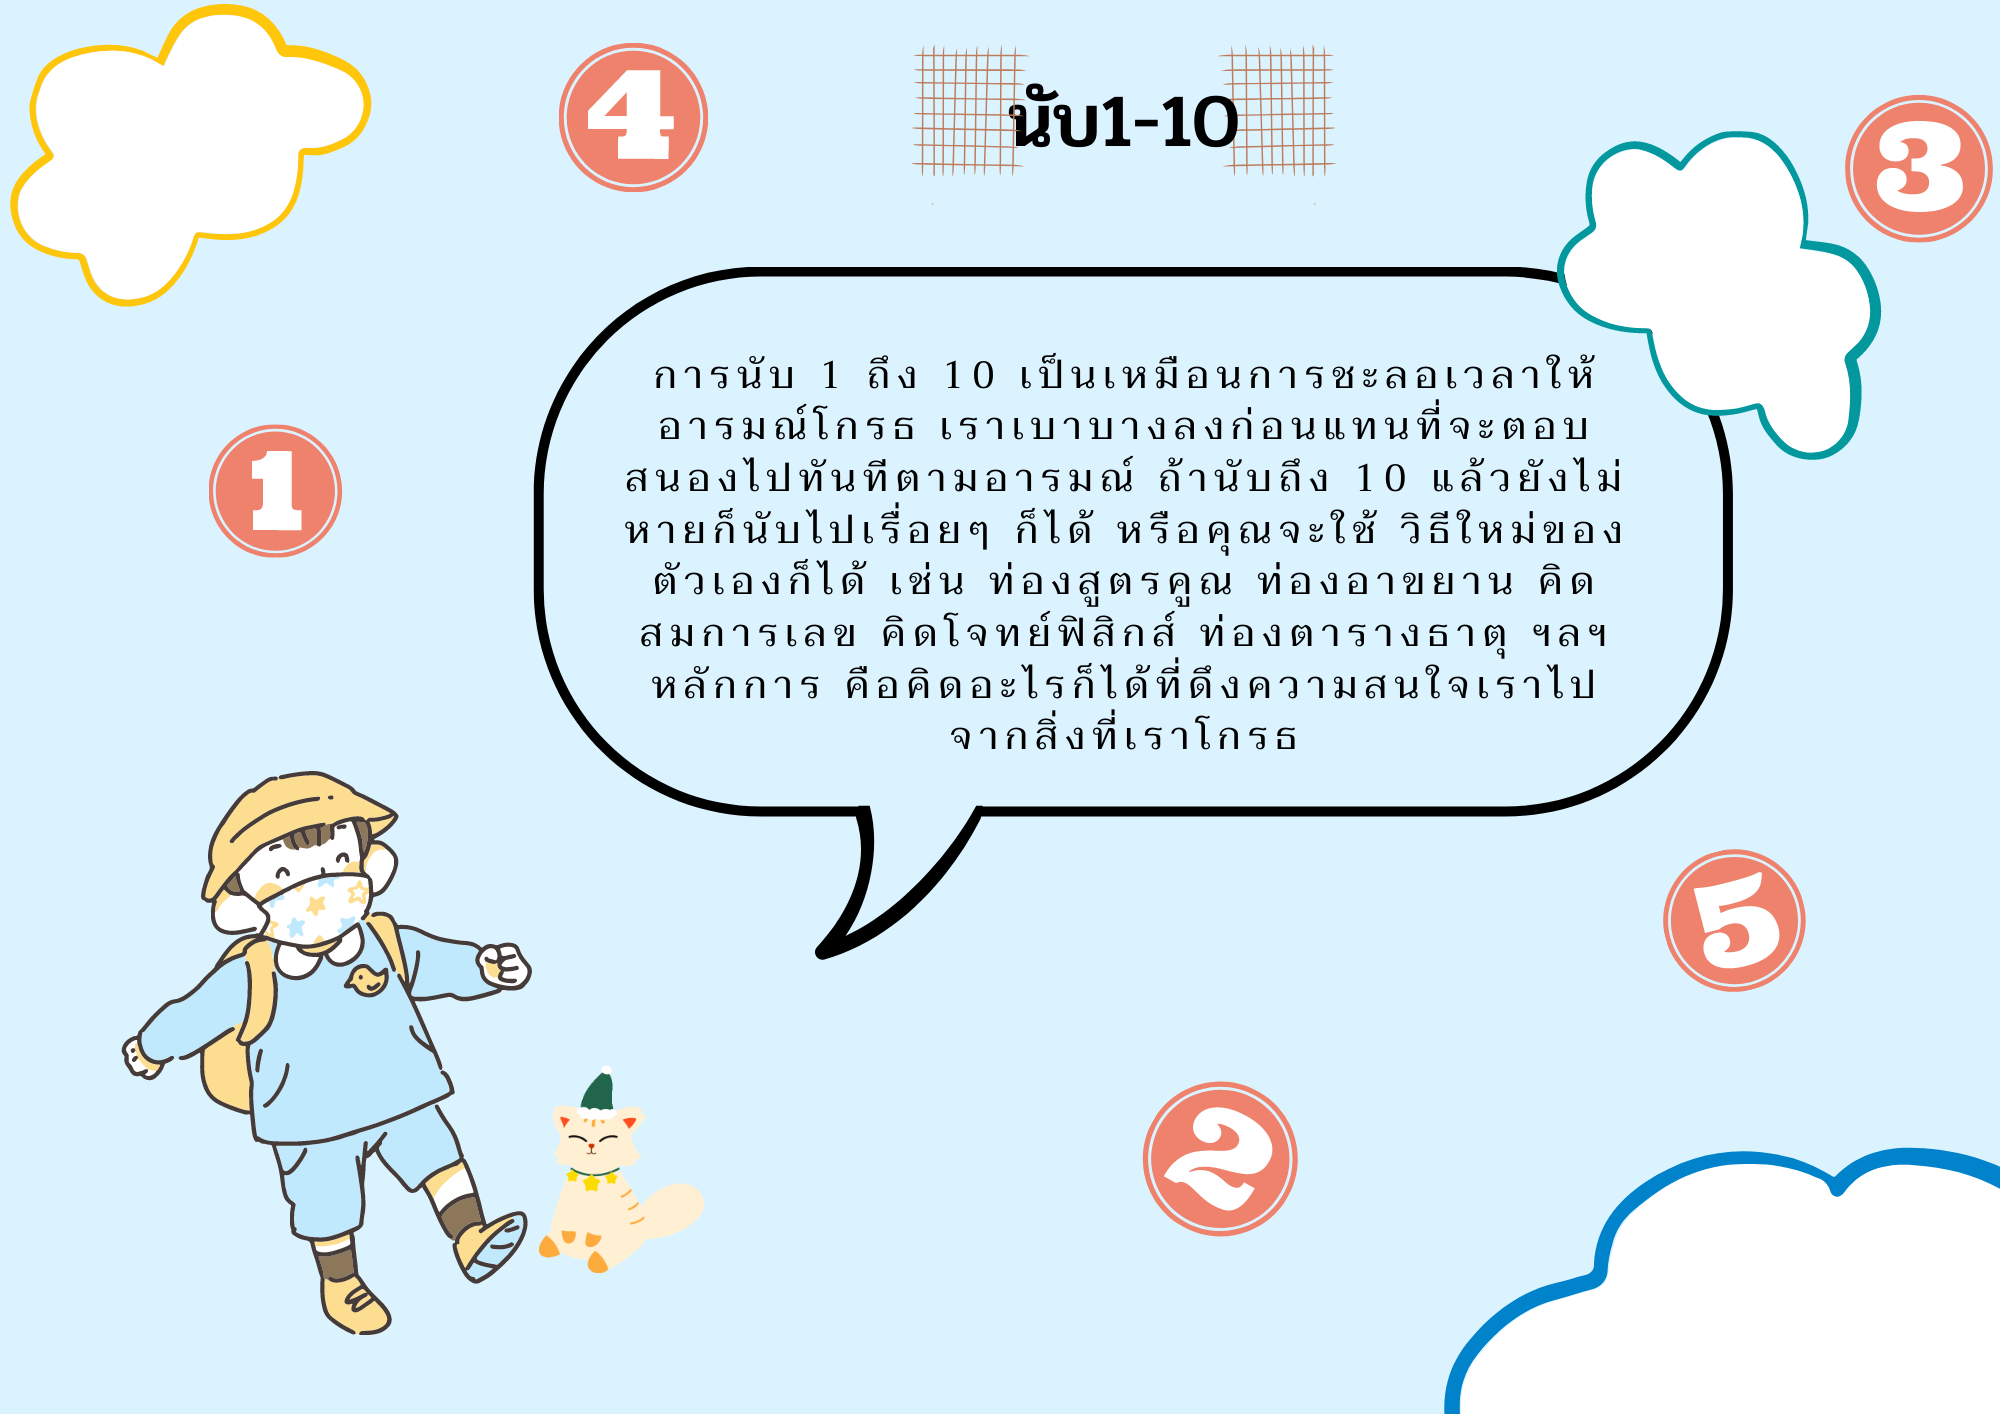 4
นับ1-10
3
การนับ 1 ถึง 10 เป็นเหมือนการชะลอเวลาให้
อารมณ์โกรธ เราเบาบางลงก่อนแทนที่จะตอบ
สนองไปทันทีตามอารมณ์ ถ้านับถึง 10 แล้วยังไม่
หายก็นับไปเรื่อยๆ ก็ได้ หรือคุณจะใช้ วิธีใหม่ของ
ตัวเองก็ได้ เช่น ท่องสูตรคูณ ท่องอาขยาน คิด
สมการเลข คิดโจทย์ฟิสิกส์ ท่องตารางธาตุ ฯลฯ
หลักการ คือคิดอะไรก็ได้ที่ดึงความสนใจเราไป
จากสิ่งที่เราโกรธ
1
5
2